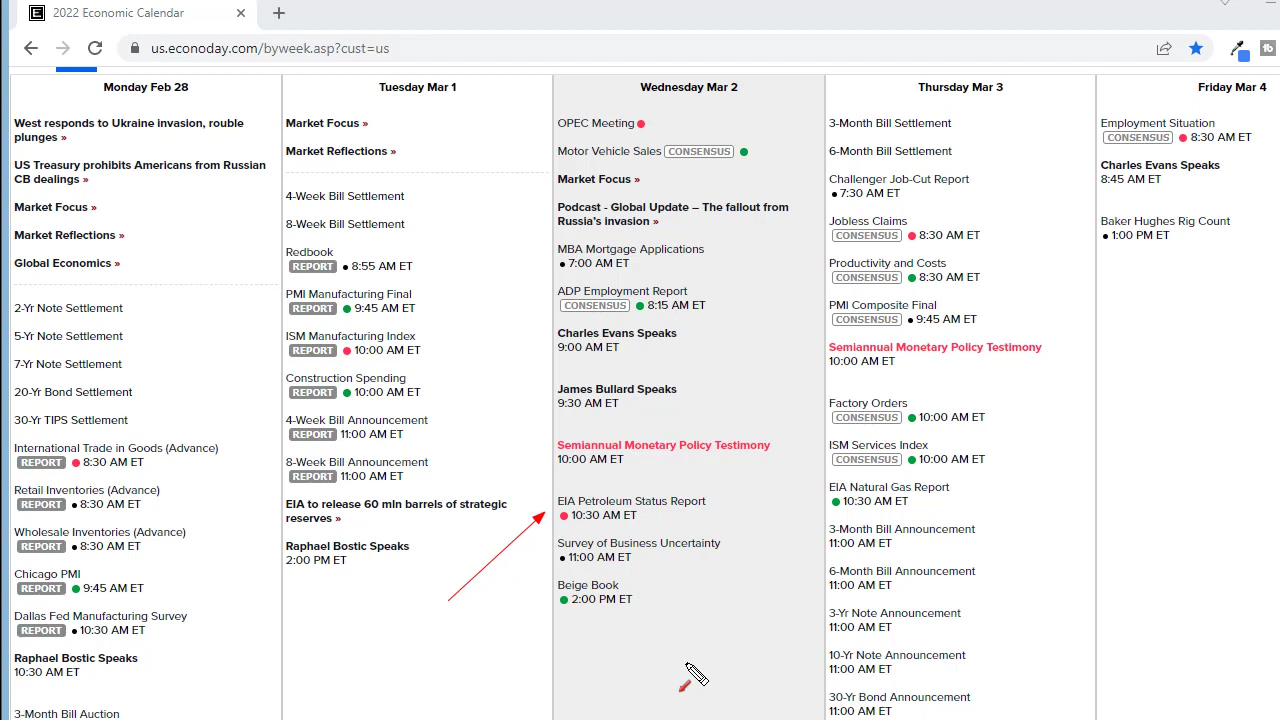 2022 Economic Calendar
us.econoday.com/byweek.asp?cust=us
Monday Feb 28
West responds to Ukraine invasion, rouble
plunges »
US Treasury prohibits Americans from Russian
CB dealings »
Market Focus »
Market Reflections »
Global Economics »
2-Yr Note Settlement
5-Yr Note Settlement
7-Yr Note Settlement
20-Yr Bond Settlement
30-Yr TIPS Settlement
International Trade in Goods (Advance)
REPORT 8:30 AM ET
Retail Inventories (Advance)
REPORT 8:30 AM ET
Wholesale Inventories (Advance)
REPORT 8:30 AM ET
Chicago PMI
REPORT 9:45 AM ET
Dallas Fed Manufacturing Survey
REPORT 10:30 AM ET
Raphael Bostic Speaks
10:30 AM ET
3-Month Bill Auction
Tuesday Mar 1
Market Focus »
Market Reflections »
4-Week Bill Settlement
8-Week Bill Settlement
Redbook
REPORT 8:55 AM ET
PMI Manufacturing Final
REPORT 9:45 AM ET
ISM Manufacturing Index
REPORT 10:00 AM ET
Construction Spending
REPORT 10:00 AM ET
4-Week Bill Announcement
REPORT 11:00 AM ET
8-Week Bill Announcement
REPORT 11:00 AM ET
EIA to release 60 mln barrels of strategic
reserves »
Raphael Bostic Speaks
2:00 PM ET
Wednesday Mar 2
OPEC Meeting
Motor Vehicle Sales CONSENSUS
Market Focus »
Podcast - Global Update – The fallout from
Russia's invasion »
MBA Mortgage Applications
7:00 AM ET
ADP Employment Report
CONSENSUS 8:15 AM ET
Charles Evans Speaks
9:00 AM ET
James Bullard Speaks
9:30 AM ET
Semiannual Monetary Policy Testimony
10:00 AM ET
EIA Petroleum Status Report
10:30 AM ET
Survey of Business Uncertainty
11:00 AM ET
Beige Book
2:00 PM ET
Thursday Mar 3
3-Month Bill Settlement
6-Month Bill Settlement
Challenger Job-Cut Report
7:30 AM ET
Jobless Claims
CONSENSUS 8:30 AM ET
Productivity and Costs
CONSENSUS 8:30 AM ET
PMI Composite Final
CONSENSUS 9:45 AM ET
Semiannual Monetary Policy Testimony
10:00 AM ET
Factory Orders
CONSENSUS 10:00 AM ET
ISM Services Index
CONSENSUS 10:00 AM ET
EIA Natural Gas Report
10:30 AM ET
3-Month Bill Announcement
11:00 AM ET
6-Month Bill Announcement
11:00 AM ET
3-Yr Note Announcement
11:00 AM ET
10-Yr Note Announcement
11:00 AM ET
30-Yr Bond Announcement
11:00 AM ET
Friday Mar 4
Employment Situation
CONSENSUS 8:30 AM ET
Charles Evans Speaks
8:45 AM ET
Baker Hughes Rig Count
1:00 PM ET